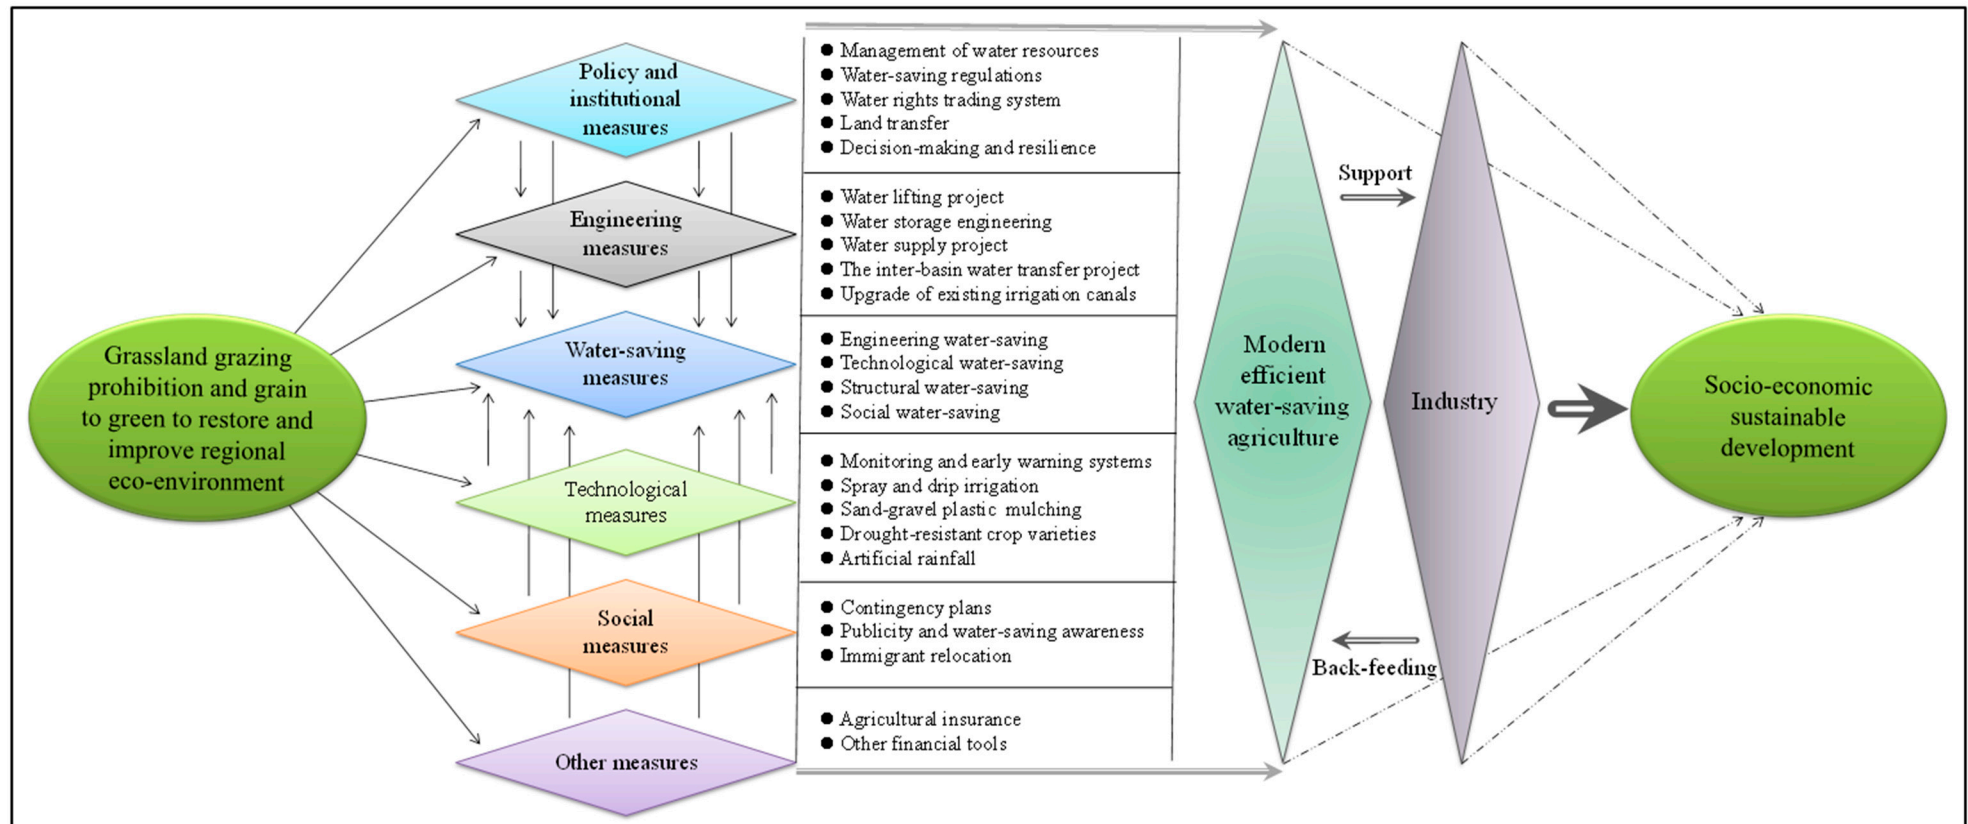 Grassland grazing
prohibition and grain
to green to restore and
improve regional
eco-environment
Policy and
institutional
measures
Engineering
measures
Water-saving
measures
Technological
measures
Social
measures
Other measures
● Management of water resources
● Water-saving regulations
● Water rights trading system
● Land transfer
● Decision-making and resilience
● Water lifting project
● Water storage engineering
● Water supply project
● The inter-basin water transfer project
● Upgrade of existing irrigation canals
● Engineering water-saving
● Technological water-saving
● Structural water-saving
● Social water-saving
● Monitoring and early warning systems
● Spray and drip irrigation
● Sand-gravel plastic mulching
● Drought-resistant crop varieties
● Artificial rainfall
● Contingency plans
● Publicity and water-saving awareness
● Immigrant relocation
● Agricultural insurance
● Other financial tools
Modern
efficient
water-saving
agriculture
Support
Back-feeding
Industry
Socio-economic
sustainable
development